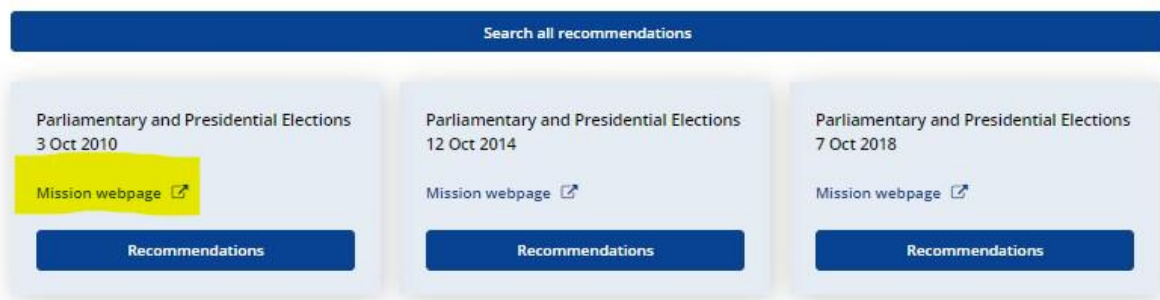 Search all recommendations
Parliamentary and Presidential Elections
3 Oct 2010
Mission webpage
Recommendations
Parliamentary and Presidential Elections
12 Oct 2014
Mission webpage
Recommendations
Parliamentary and Presidential Elections
7 Oct 2018
Mission webpage
Recommendations